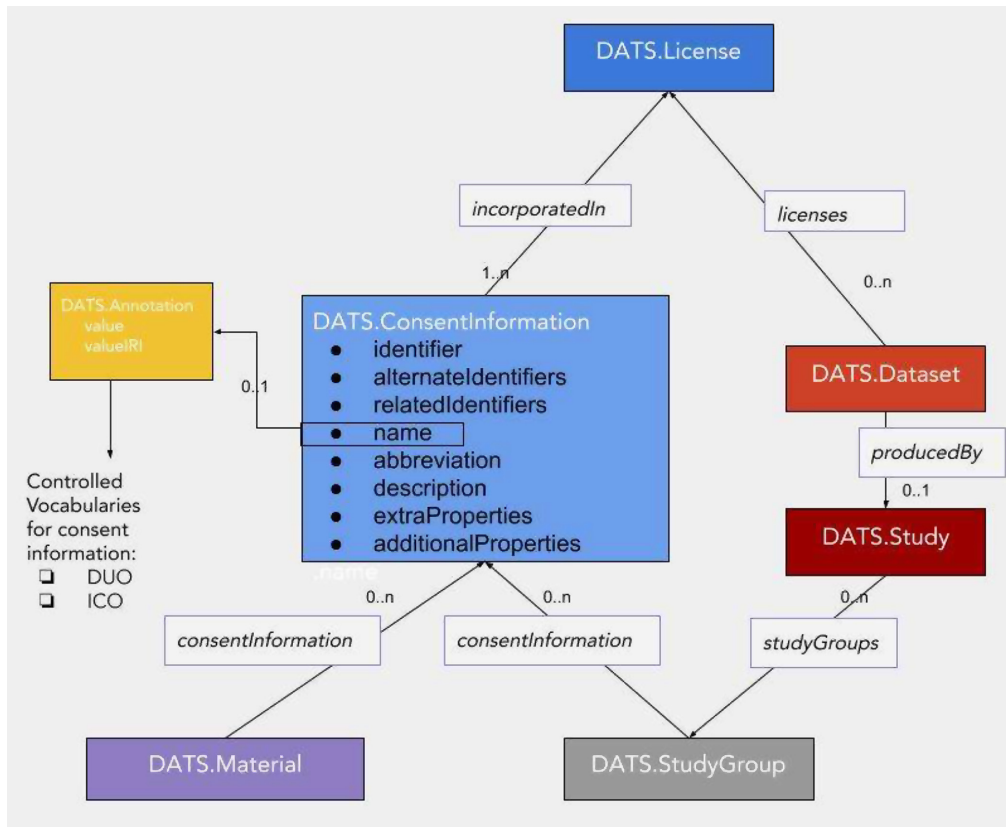 DATS.License
incorporatedIn
licenses
1..n
0..n
DATS.Annotation
value
valueIRI
0..1
DATS.ConsentInformation
● identifier
● alternateIdentifiers
● relatedIdentifiers
● name
● abbreviation
● description
● extraProperties
● additionalProperties
.name
DATS.Dataset
producedBy
0..1
DATS.Study
Controlled
Vocabularies
for consent
information:
❏ DUO
❏ ICO
0..n
0..n
0..n
consentInformation
consentInformation
studyGroups
DATS.Material
DATS.StudyGroup